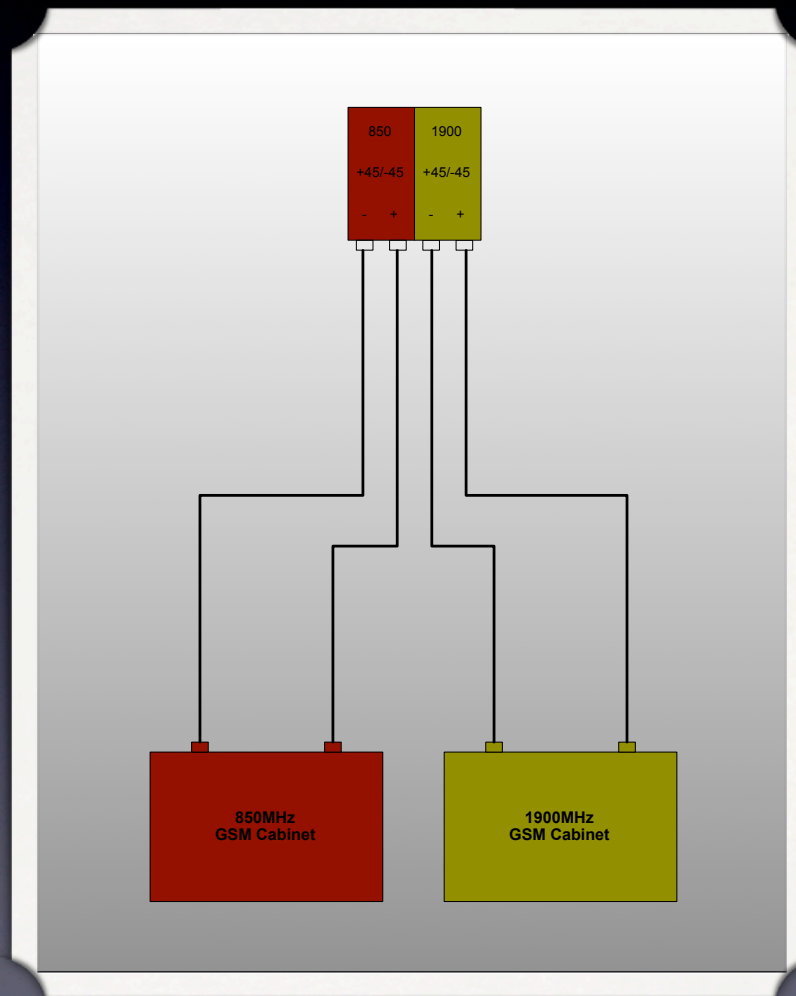 850 1900
+45/-45 +45/-45
- + - +
850MHz
GSM Cabinet
1900MHz
GSM Cabinet